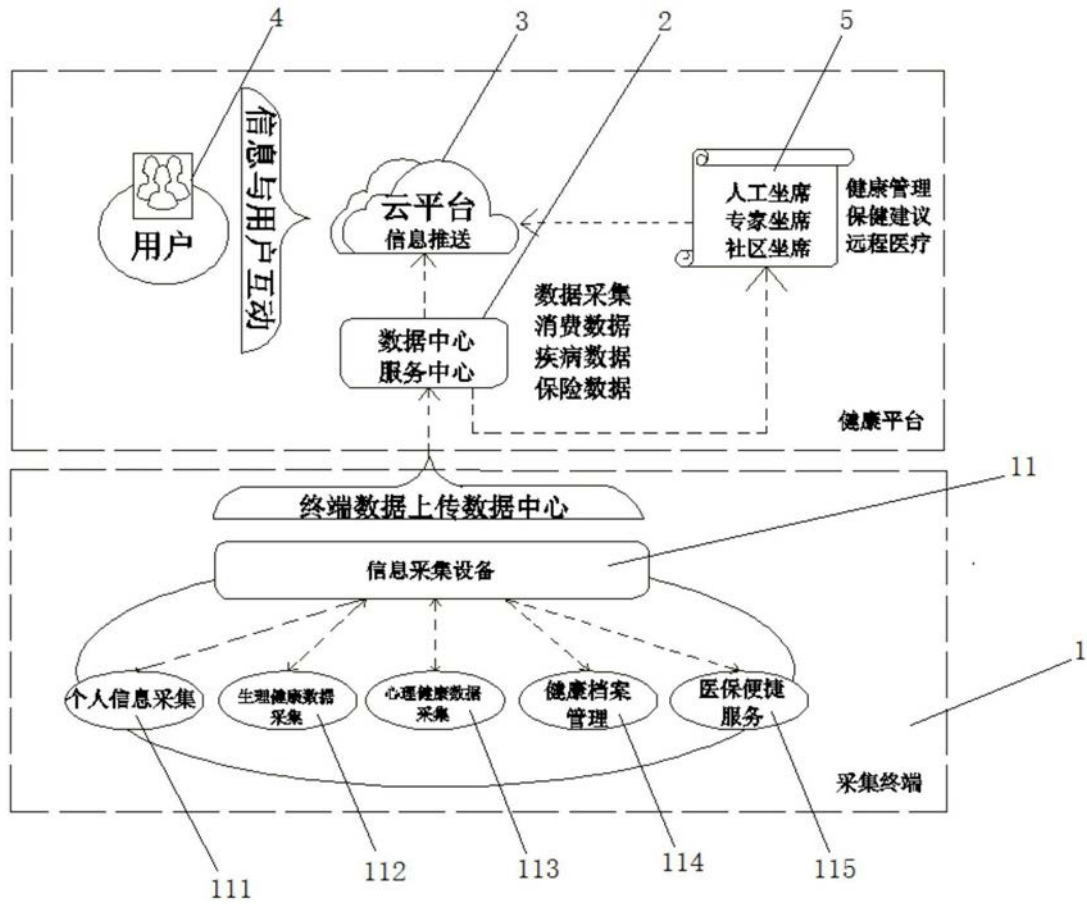 4
3
2
5
信息与用户互动
用户
云平台
信息推送
人工坐席
专家坐席
社区坐席
健康管理
保健建议
远程医疗
数据中心
服务中心
数据采集
消费数据
疾病数据
保险数据
健康平台
11
终端数据上传数据中心
信息采集设备
1
个人信息采集
生理健康数据
采集
心理健康数据
采集
健康档案
管理
医保便捷
服务
采集终端
111
112
113
114
115